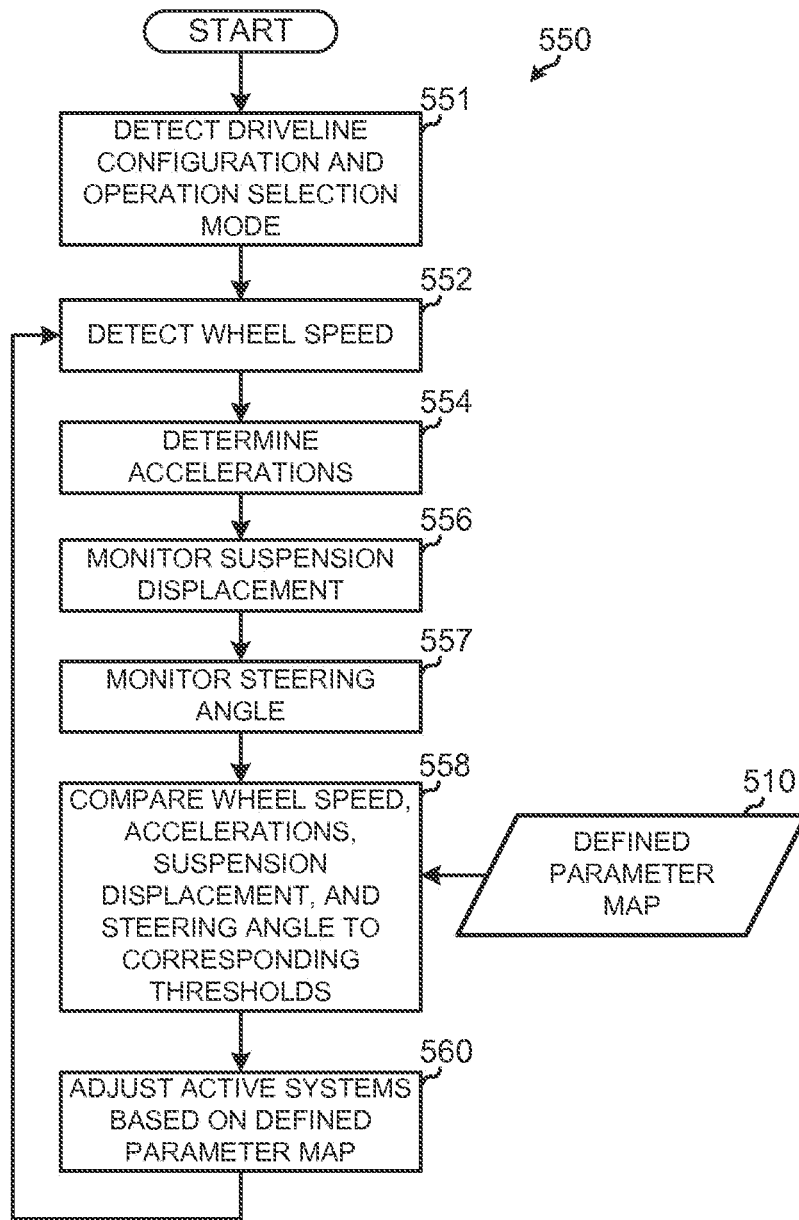 START
550
551
DETECT DRIVELINE
CONFIGURATION AND
OPERATION SELECTION
MODE
552
DETECT WHEEL SPEED
554
DETERMINE
ACCELERATIONS
556
MONITOR SUSPENSION
DISPLACEMENT
557
MONITOR STEERING
ANGLE
558
COMPARE WHEEL SPEED,
ACCELERATIONS,
SUSPENSION
DISPLACEMENT, AND
STEERING ANGLE TO
CORRESPONDING
THRESHOLDS
510
DEFINED
PARAMETER
MAP
560
ADJUST ACTIVE SYSTEMS
BASED ON DEFINED
PARAMETER MAP